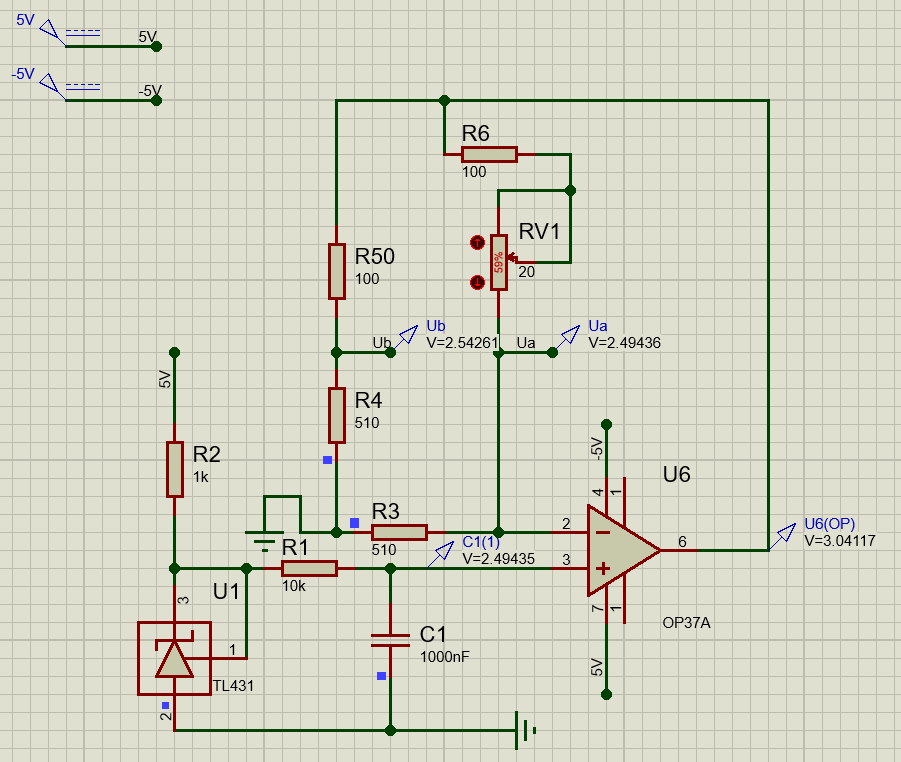 5V
5V
-5V
-5V
R6
100
RV1
59%
20
R50
100
Ub
Ub
V=2.54261
Ua
Ua
V=2.49436
5V
R4
510
R2
1k
-5V
U6
4
1
R3
510
2
6
U6(OP)
V=3.04117
C1(1)
V=2.49435
R1
10k
3
U1
3
7
1
OP37A
C1
1000nF
1
TL431
5V
2